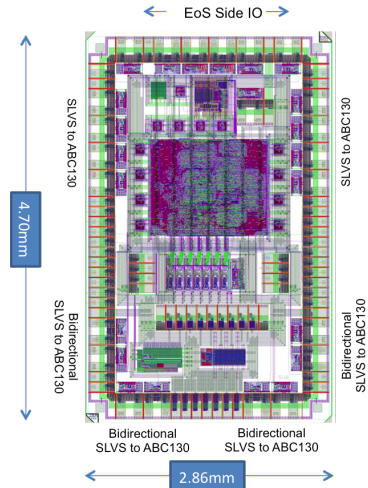 EoS Side IO
SLVS to ABC130
SLVS to ABC130
4.70mm
Bidirectional
SLVS to ABC130
Bidirectional
SLVS to ABC130
Bidirectional
SLVS to ABC130
Bidirectional
SLVS to ABC130
2.86mm